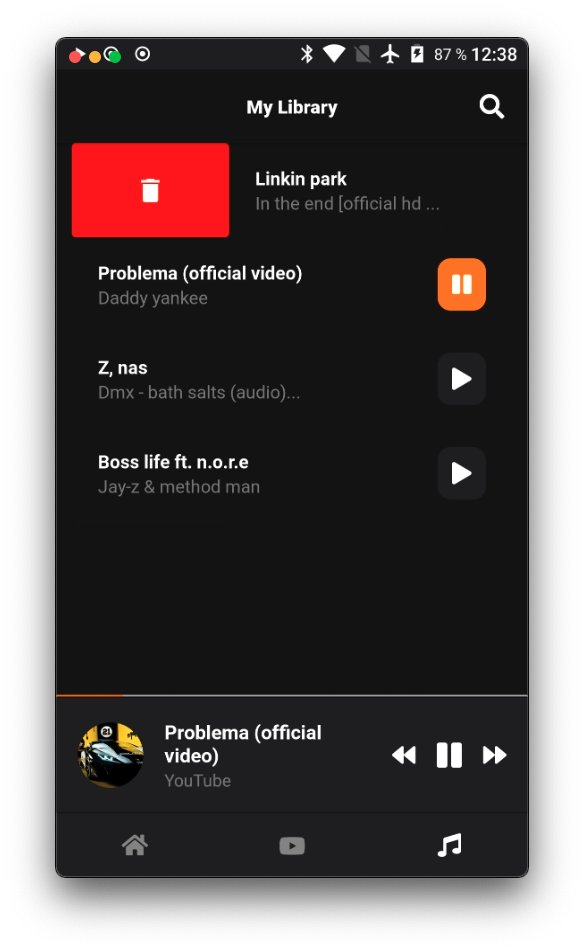 87 % 12:38
My Library
Linkin park
In the end [official hd ...
Problema (official video)
Daddy yankee
Z, nas
Dmx - bath salts (audio)...
Boss life ft. n.o.r.e
Jay-z & method man
Problema (official
video)
YouTube